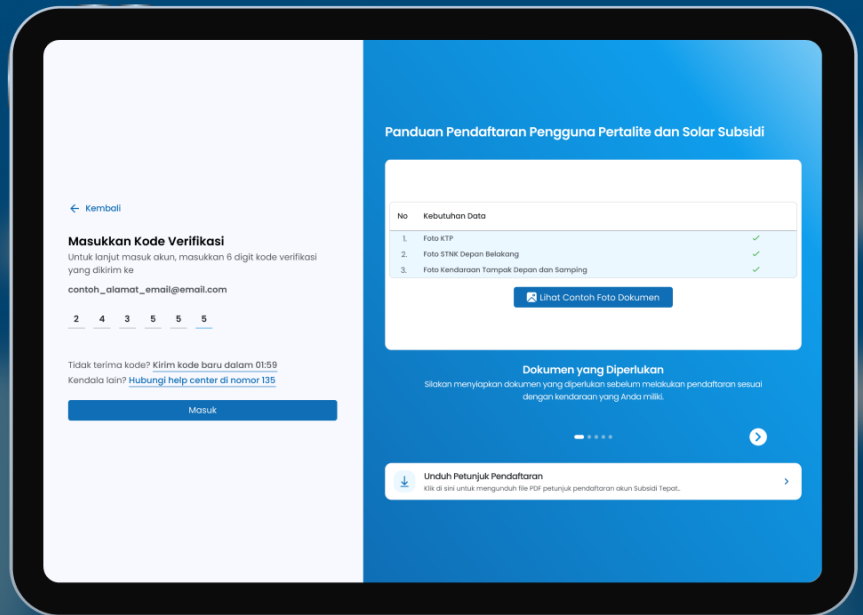 Kembali
Masukkan Kode Verifikasi
Untuk lanjut masuk akun, masukkan 6 digit kode verifikasi
yang dikirim ke
contoh_alamat_email@email.com
2 4 3 5 5 5
Tidak terima kode? Kirim kode baru dalam 01:59
Kendala lain? Hubungi help center di nomor 135
Masuk
Panduan Pendaftaran Pengguna Pertalite dan Solar Subsidi
No Kebutuhan Data
1. Foto KTP
2. Foto STNK Depan Belakang
3. Foto Kendaraan Tampak Depan dan Samping
Lihat Contoh Foto Dokumen
Dokumen yang Diperlukan
Silakan menyiapkan dokumen yang diperlukan sebelum melakukan pendaftaran sesuai
dengan kendaraan yang Anda miliki.
Unduh Petunjuk Pendaftaran
Klik di sini untuk mengunduh file PDF petunjuk pendaftaran akun Subsidi Tepat.